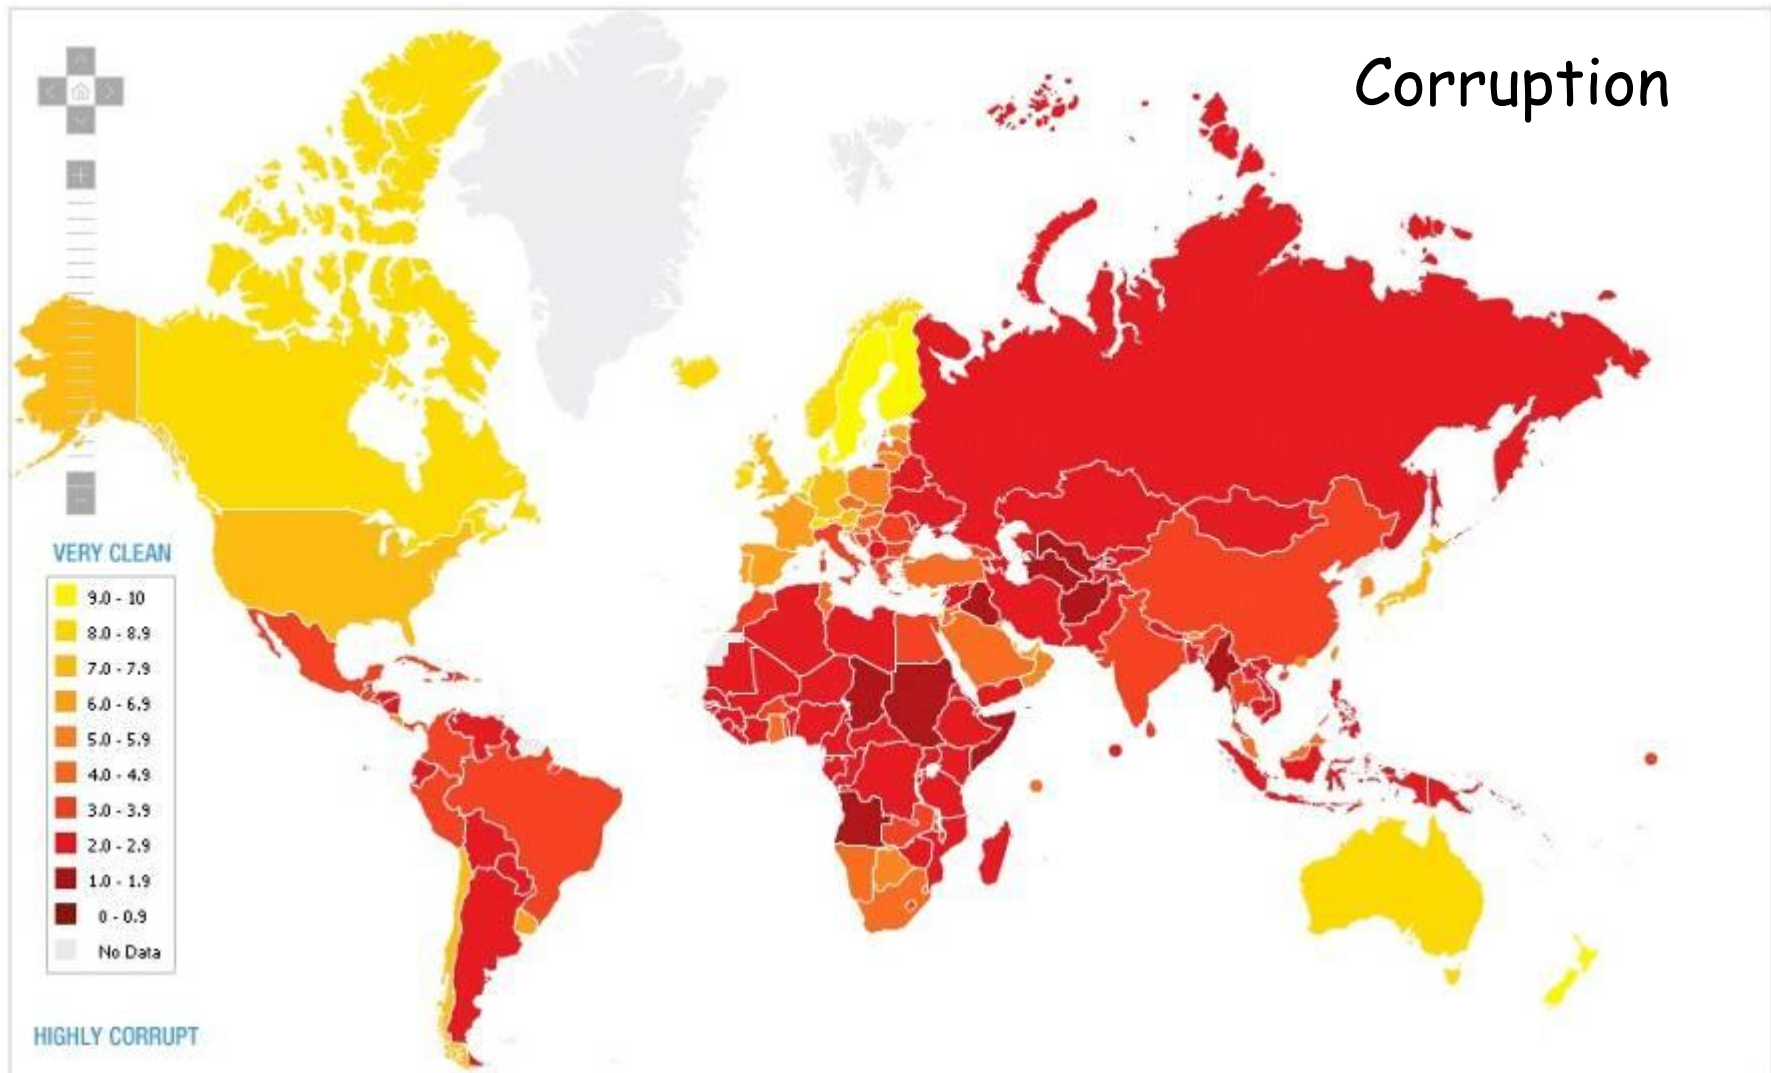 Corruption
VERY CLEAN
9.0 - 10
8.0 - 8.9
7.0 - 7.9
6.0 - 6.9
5.0 - 5.9
4.0 - 4.9
3.0 - 3.9
2.0 - 2.9
1.0 - 1.9
0 - 0.9
No Data
HIGHLY CORRUPT